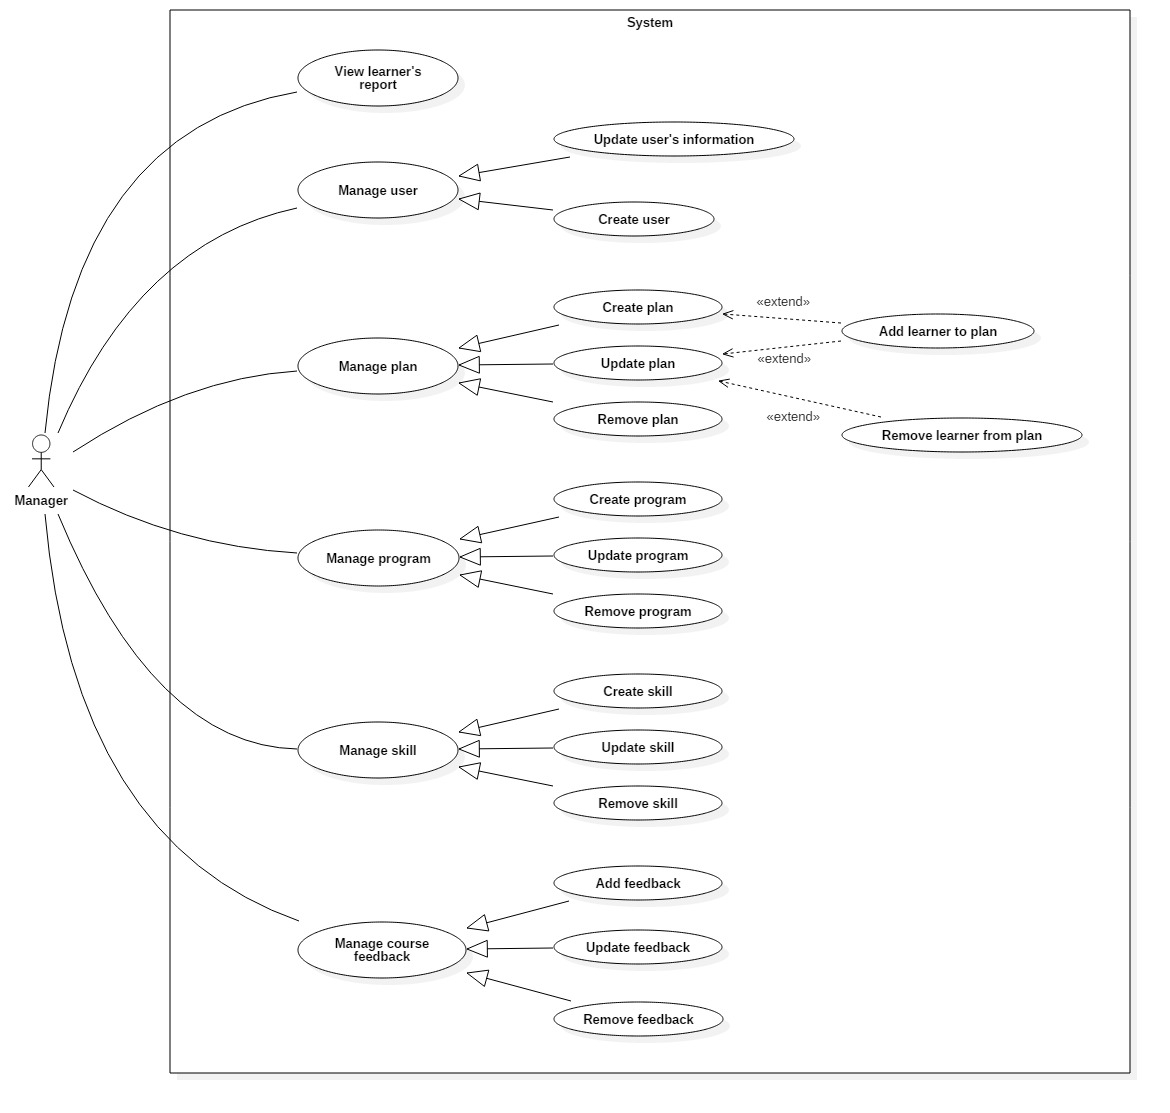 System
View learner's
report
Update user's information
Manage user
Create user
Create plan
«extend»
Add learner to plan
Manage plan
Update plan
«extend»
Remove plan
«extend»
Remove learner from plan
Manager
Create program
Manage program
Update program
Remove program
Create skill
Manage skill
Update skill
Remove skill
Add feedback
Manage course
feedback
Update feedback
Remove feedback